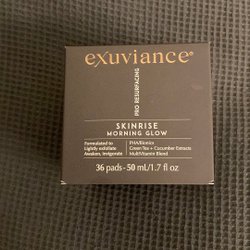 exuviance®
PRO RESURFACING
SKINRISE
MORNING GLOW
Formulated to
Lightly exfoliate
Awaken, Invigorate
PHA/Bionics
Green Tea + Cucumber Extracts
MultiVitamin Blend
36 pads-50 mL/1.7 fl oz